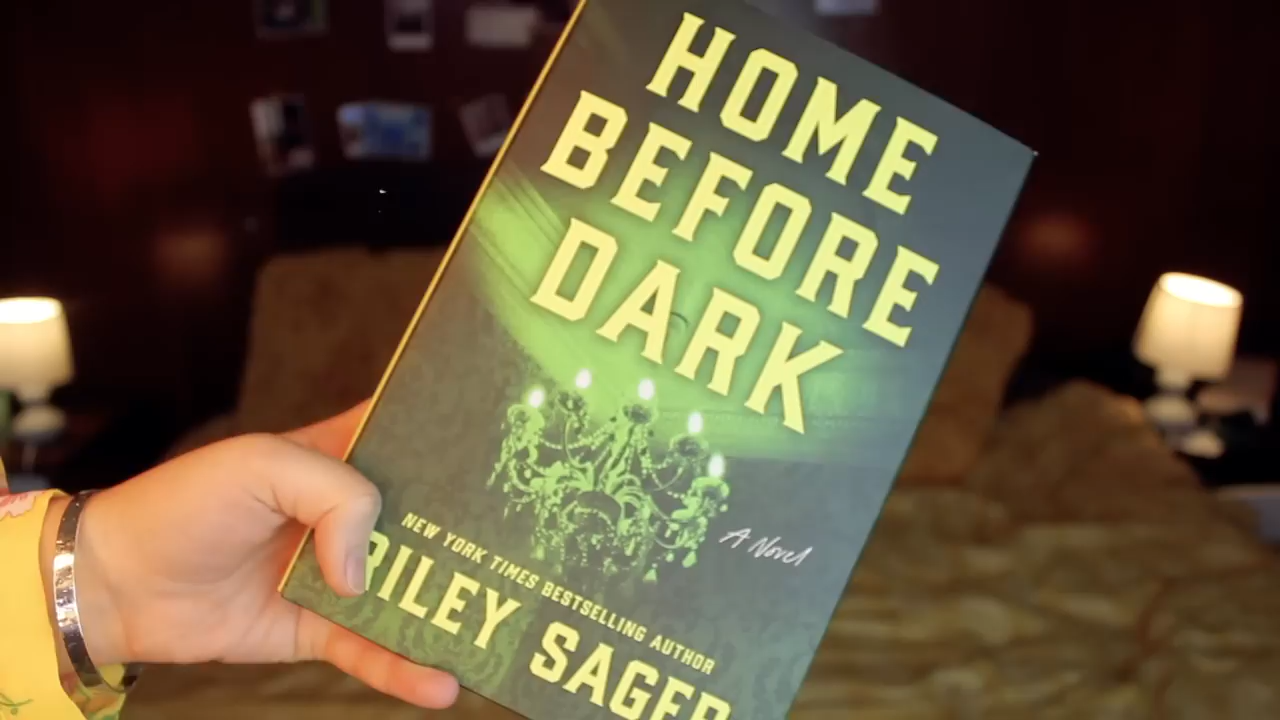 HOME
BEFORE
DARK
A Novel
NEW YORK TIMES BESTSELLING AUTHOR
RILEY SAGER